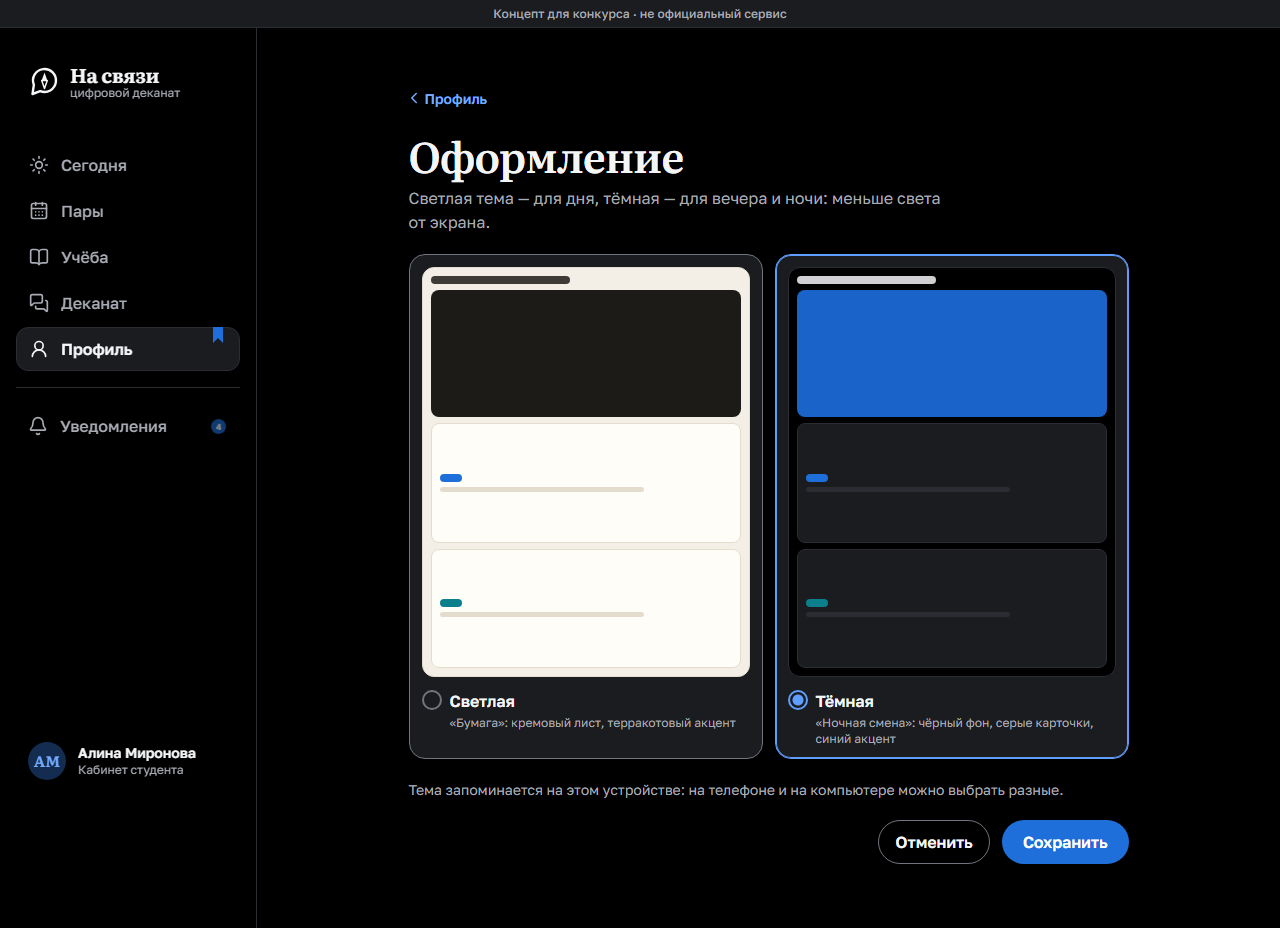 Концепт для конкурса · не официальный сервис
На связи
цифровой деканат
Сегодня
Пары
Учёба
Деканат
Профиль
Уведомления
4
АМ
Алина Миронова
Кабинет студента
Профиль
Оформление
Светлая тема — для дня, тёмная — для вечера и ночи: меньше света
от экрана.
Светлая
«Бумага»: кремовый лист, терракотовый акцент
Тёмная
«Ночная смена»: чёрный фон, серые карточки,
синий акцент
Тема запоминается на этом устройстве: на телефоне и на компьютере можно выбрать разные.
Отменить
Сохранить